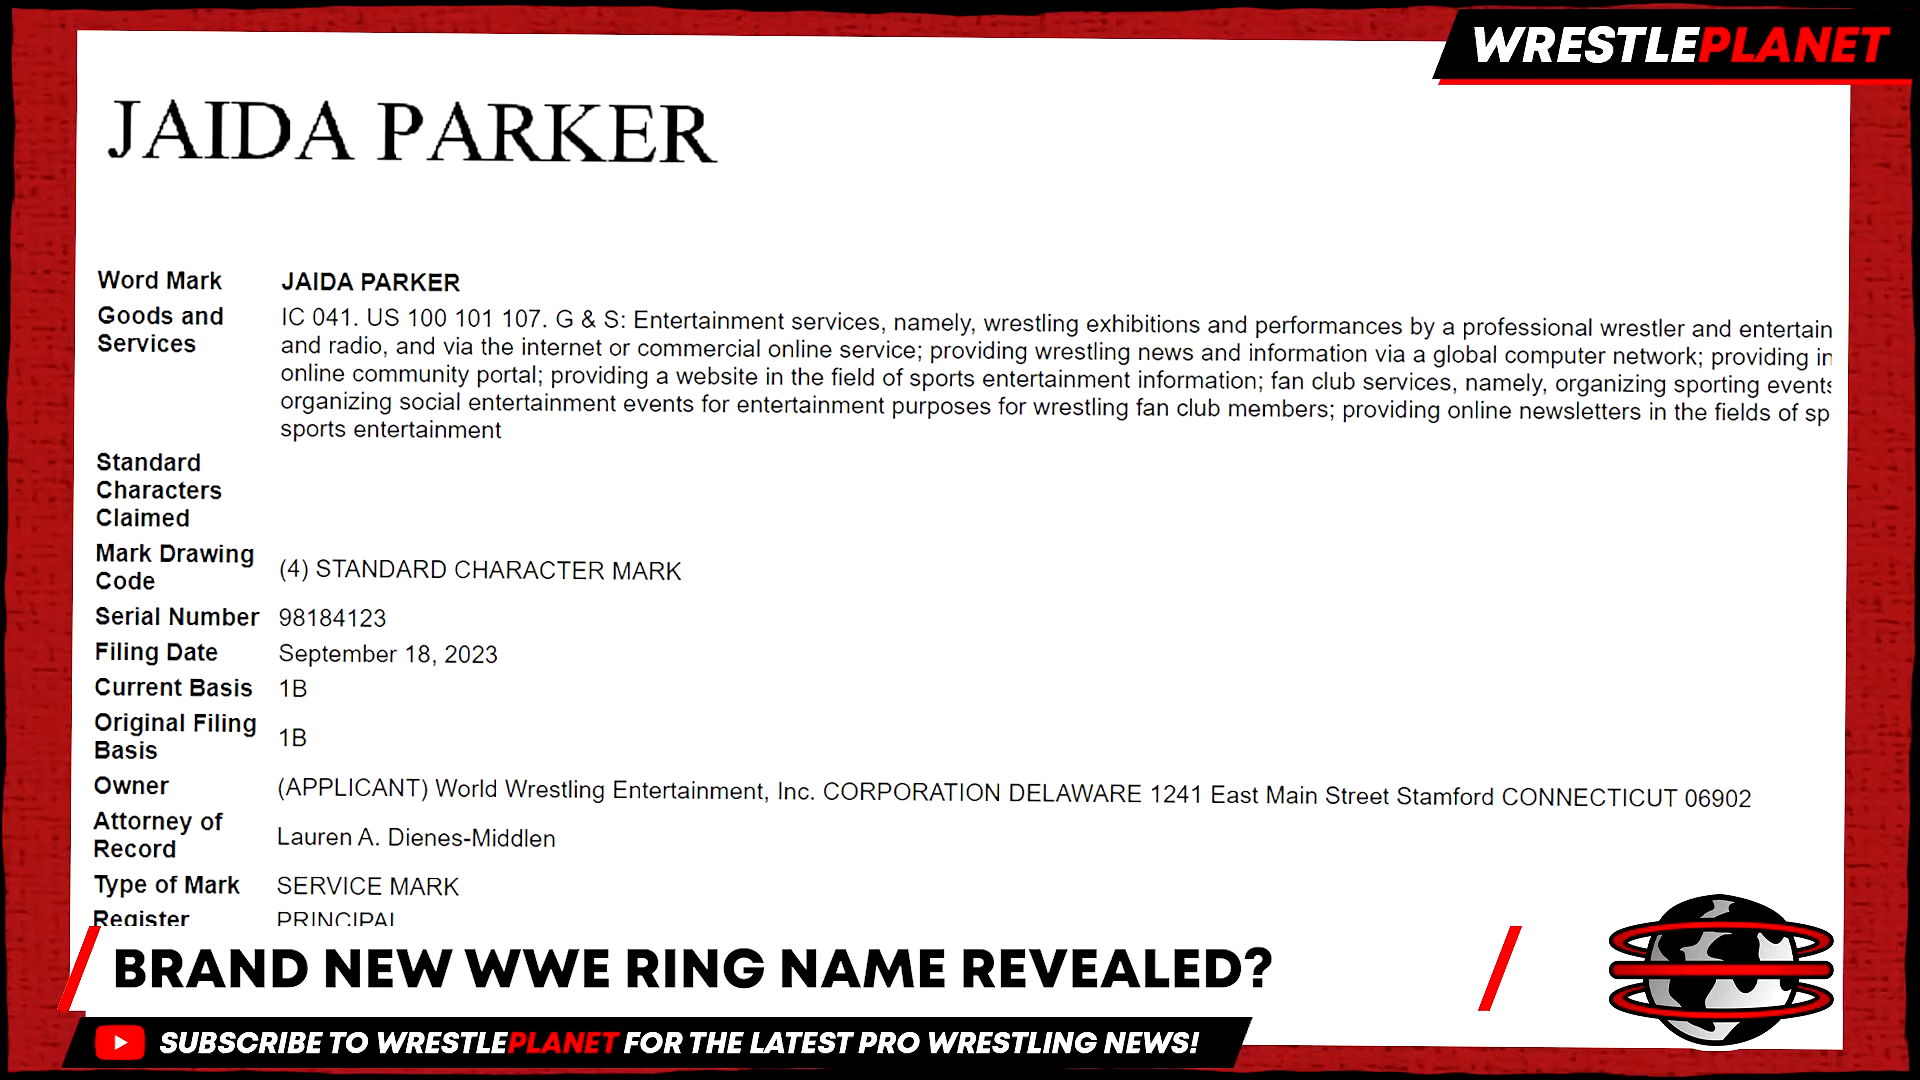 WRESTLEPLANET
JAIDA PARKER
Word Mark JAIDA PARKER
Goods and Services
IC 041. US 100 101 107. G & S: Entertainment services, namely, wrestling exhibitions and performances by a professional wrestler and entertain
and radio, and via the internet or commercial online service; providing wrestling news and information via a global computer network; providing in
online community portal; providing a website in the field of sports entertainment information; fan club services, namely, organizing sporting events
organizing social entertainment events for entertainment purposes for wrestling fan club members; providing online newsletters in the fields of sp
sports entertainment
Standard
Characters
Claimed
Mark Drawing
Code
(4) STANDARD CHARACTER MARK
Serial Number 98184123
Filing Date September 18, 2023
Current Basis 1B
Original Filing
Basis
1B
Owner (APPLICANT) World Wrestling Entertainment, Inc. CORPORATION DELAWARE 1241 East Main Street Stamford CONNECTICUT 06902
Attorney of
Record
Lauren A. Dienes-Middlen
Type of Mark SERVICE MARK
Register PRINCIPAL
BRAND NEW WWE RING NAME REVEALED?
SUBSCRIBE TO WRESTLEPLANET FOR THE LATEST PRO WRESTLING NEWS!